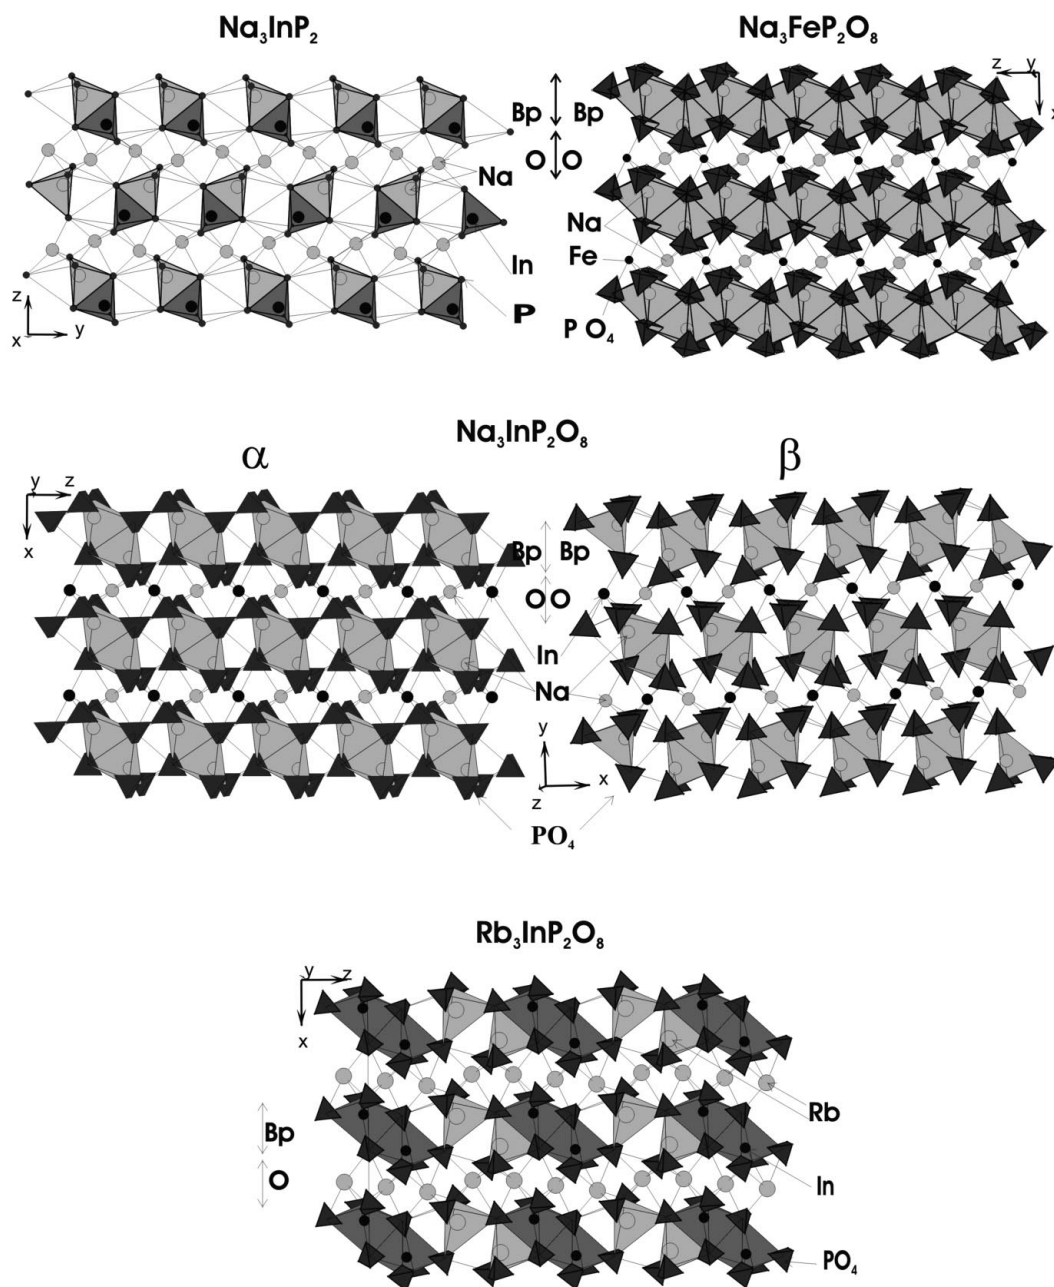 Na₃InP₂
Na₃FeP₂O₈
z y
x
Bp Bp
O O
Na
In
P
z
x y
Na
Fe
P O₄
Na₃InP₂O₈
α
β
y z
x
Bp Bp
O O
In
Na
y
z x
PO₄
Rb₃InP₂O₈
y z
x
Bp
O
Rb
In
PO₄